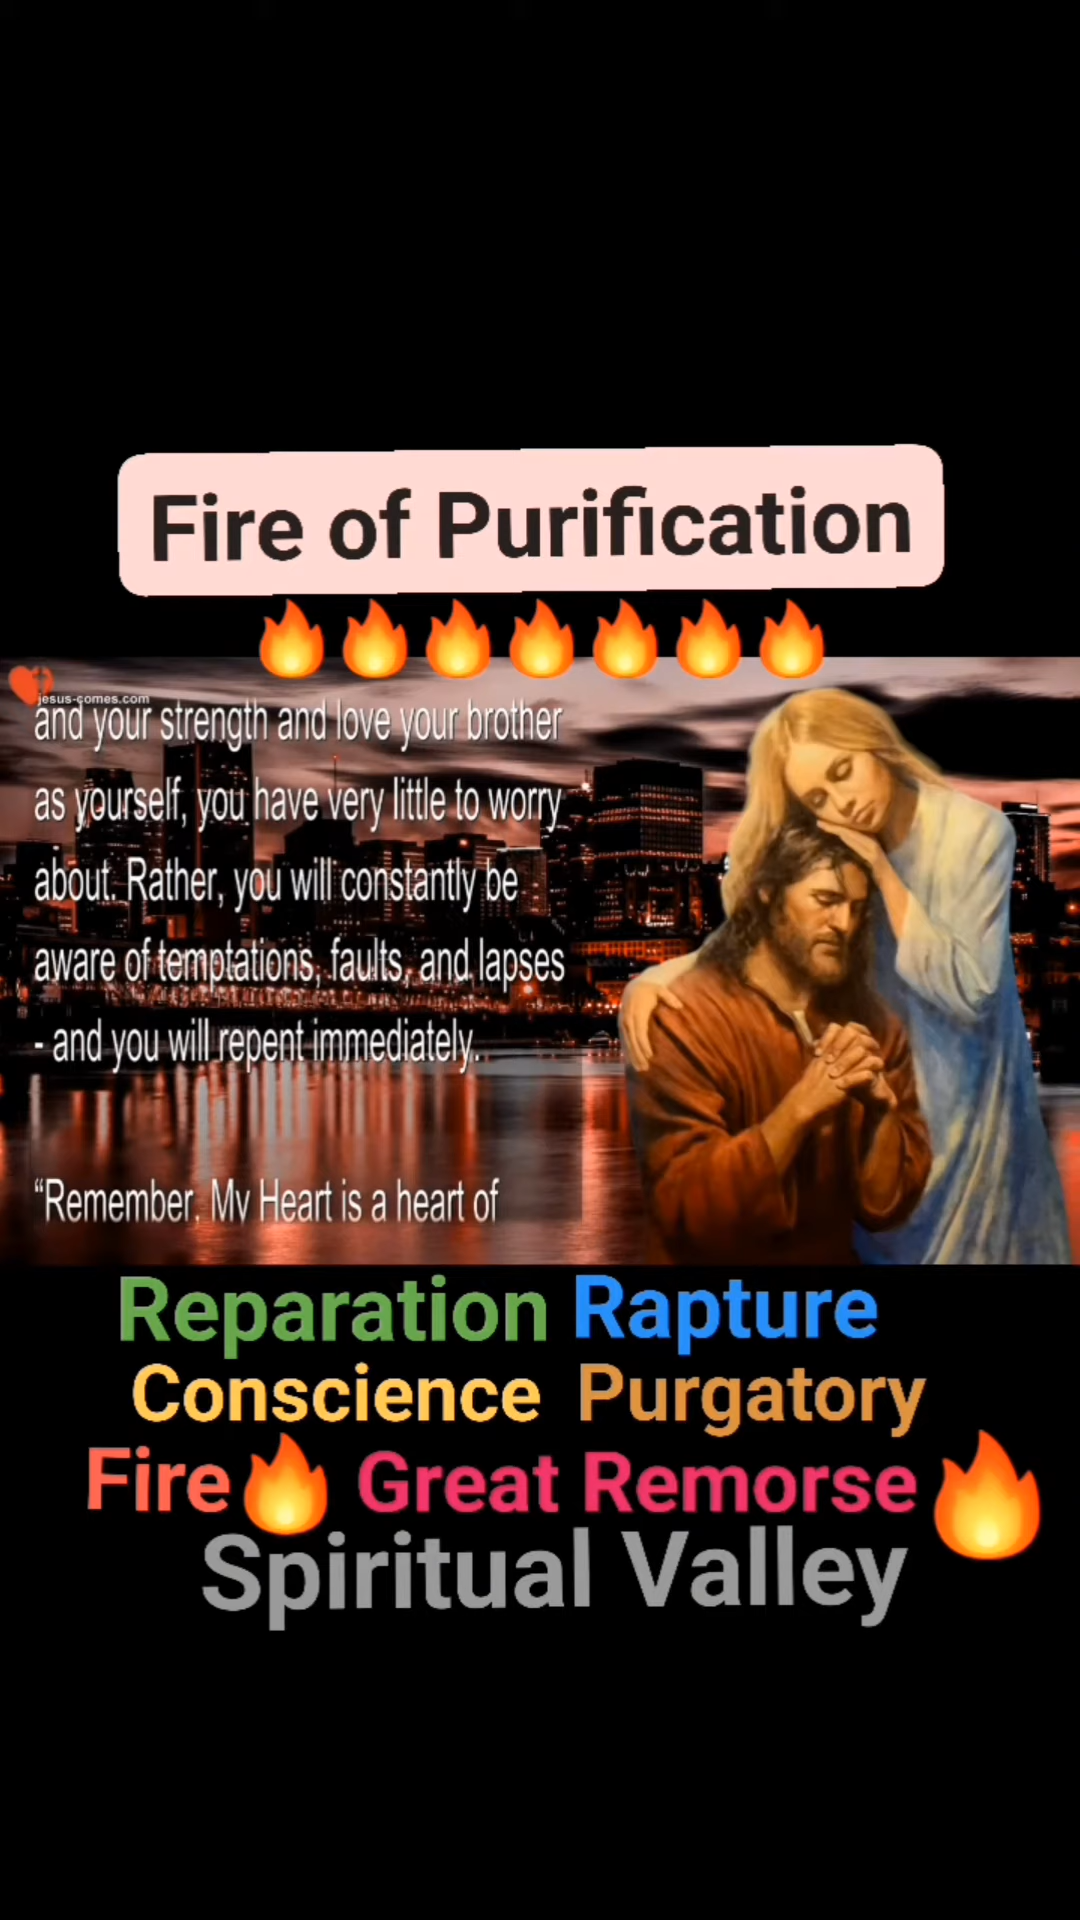 Fire of Purification
jesus-comes.com
and your strength and love your brother
as yourself, you have very little to worry
about. Rather, you will constantly be
aware of temptations, faults, and lapses
- and you will repent immediately.
“Remember, My Heart is a heart of
Reparation Rapture
Conscience Purgatory
Fire🔥 Great Remorse🔥
Spiritual Valley